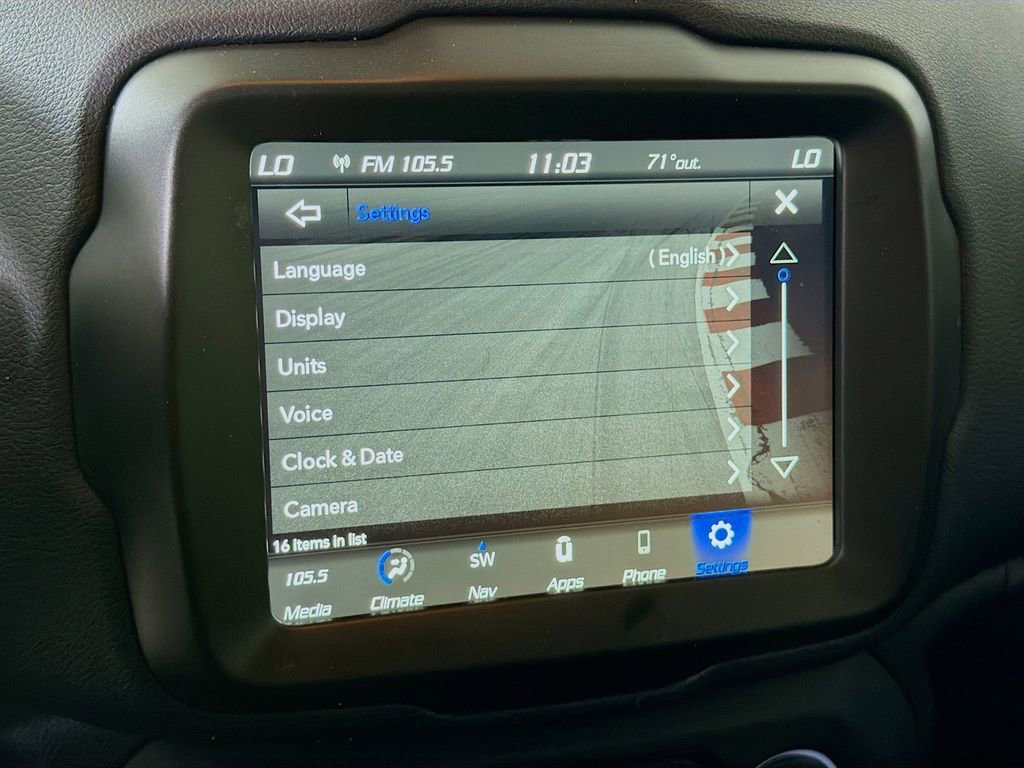 LO FM 105.5 11:03 71°out. LO
Settings
Language (English)
Display
Units
Voice
Clock & Date
Camera
16 items in list
105.5 SW
Media Climate Nav Apps Phone Settings